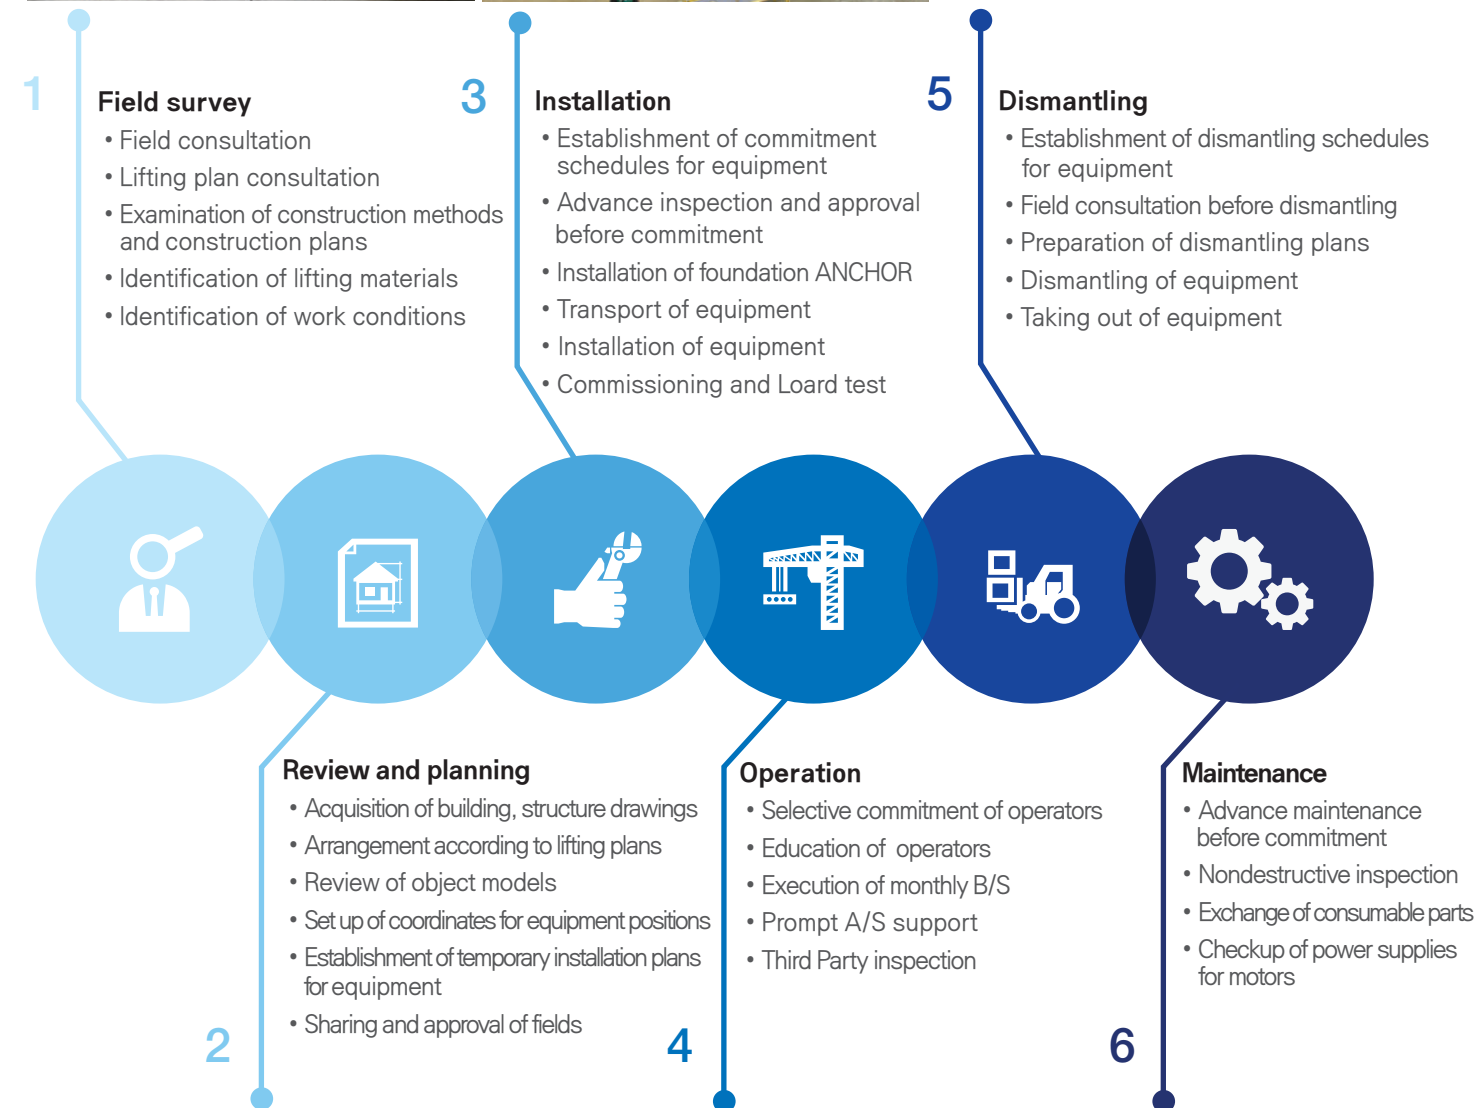 1
Field survey
• Field consultation
• Lifting plan consultation
• Examination of construction methods
and construction plans
• Identification of lifting materials
• Identification of work conditions
3
Installation
• Establishment of commitment
schedules for equipment
• Advance inspection and approval
before commitment
• Installation of foundation ANCHOR
• Transport of equipment
• Installation of equipment
• Commissioning and Loard test
5
Dismantling
• Establishment of dismantling schedules
for equipment
• Field consultation before dismantling
• Preparation of dismantling plans
• Dismantling of equipment
• Taking out of equipment
Review and planning
• Acquisition of building, structure drawings
• Arrangement according to lifting plans
• Review of object models
• Set up of coordinates for equipment positions
• Establishment of temporary installation plans
for equipment
• Sharing and approval of fields
2
Operation
• Selective commitment of operators
• Education of operators
• Execution of monthly B/S
• Prompt A/S support
• Third Party inspection
4
Maintenance
• Advance maintenance
before commitment
• Nondestructive inspection
• Exchange of consumable parts
• Checkup of power supplies
for motors
6